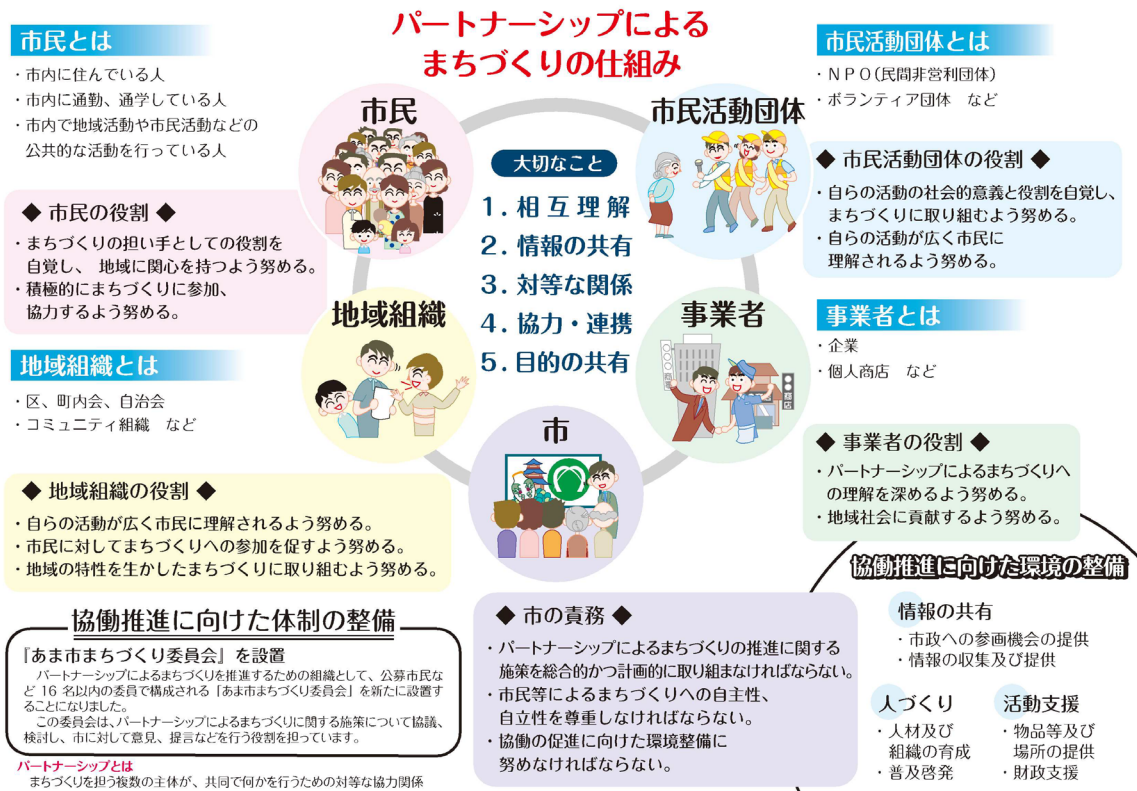 パートナーシップによる
まちづくりの仕組み
市民とは
・市内に住んでいる人
・市内に通勤、通学している人
・市内で地域活動や市民活動などの
公共的な活動を行っている人
◆ 市民の役割 ◆
・まちづくりの担い手としての役割を
自覚し、 地域に関心を持つよう努める。
・積極的にまちづくりに参加、
協力するよう努める。
地域組織とは
・区、町内会、自治会
・コミュニティ組織 など
◆ 地域組織の役割 ◆
・自らの活動が広く市民に理解されるよう努める。
・市民に対してまちづくりへの参加を促すよう努める。
・地域の特性を生かしたまちづくりに取り組むよう努める。
市民
市民活動団体
地域組織
事業者
市
大切なこと
1. 相互理解
2. 情報の共有
3. 対等な関係
4. 協力・連携
5. 目的の共有
市民活動団体とは
・NPO(民間非営利団体)
・ボランティア団体 など
◆ 市民活動団体の役割 ◆
・自らの活動の社会的意義と役割を自覚し、
まちづくりに取り組むよう努める。
・自らの活動が広く市民に
理解されるよう努める。
事業者とは
・企業
・個人商店 など
◆ 事業者の役割 ◆
・パートナーシップによるまちづくりへ
の理解を深めるよう努める。
・地域社会に貢献するよう努める。
協働推進に向けた体制の整備
『あま市まちづくり委員会』を設置
パートナーシップによるまちづくりを推進するための組織として、公募市民な
ど 16 名以内の委員で構成される「あま市まちづくり委員会」を新たに設置す
ることになりました。
この委員会は、パートナーシップによるまちづくりに関する施策について協議、
検討し、市に対して意見、提言などを行う役割を担っています。
パートナーシップとは
まちづくりを担う複数の主体が、共同で何かを行うための対等な協力関係
◆ 市の責務 ◆
・パートナーシップによるまちづくりの推進に関する
施策を総合的かつ計画的に取り組まなければならない。
・市民等によるまちづくりへの自主性、
自立性を尊重しなければならない。
・協働の促進に向けた環境整備に
努めなければならない。
協働推進に向けた環境の整備
情報の共有
・市政への参画機会の提供
・情報の収集及び提供
人づくり
・人材及び
組織の育成
・普及啓発
活動支援
・物品等及び
場所の提供
・財政支援